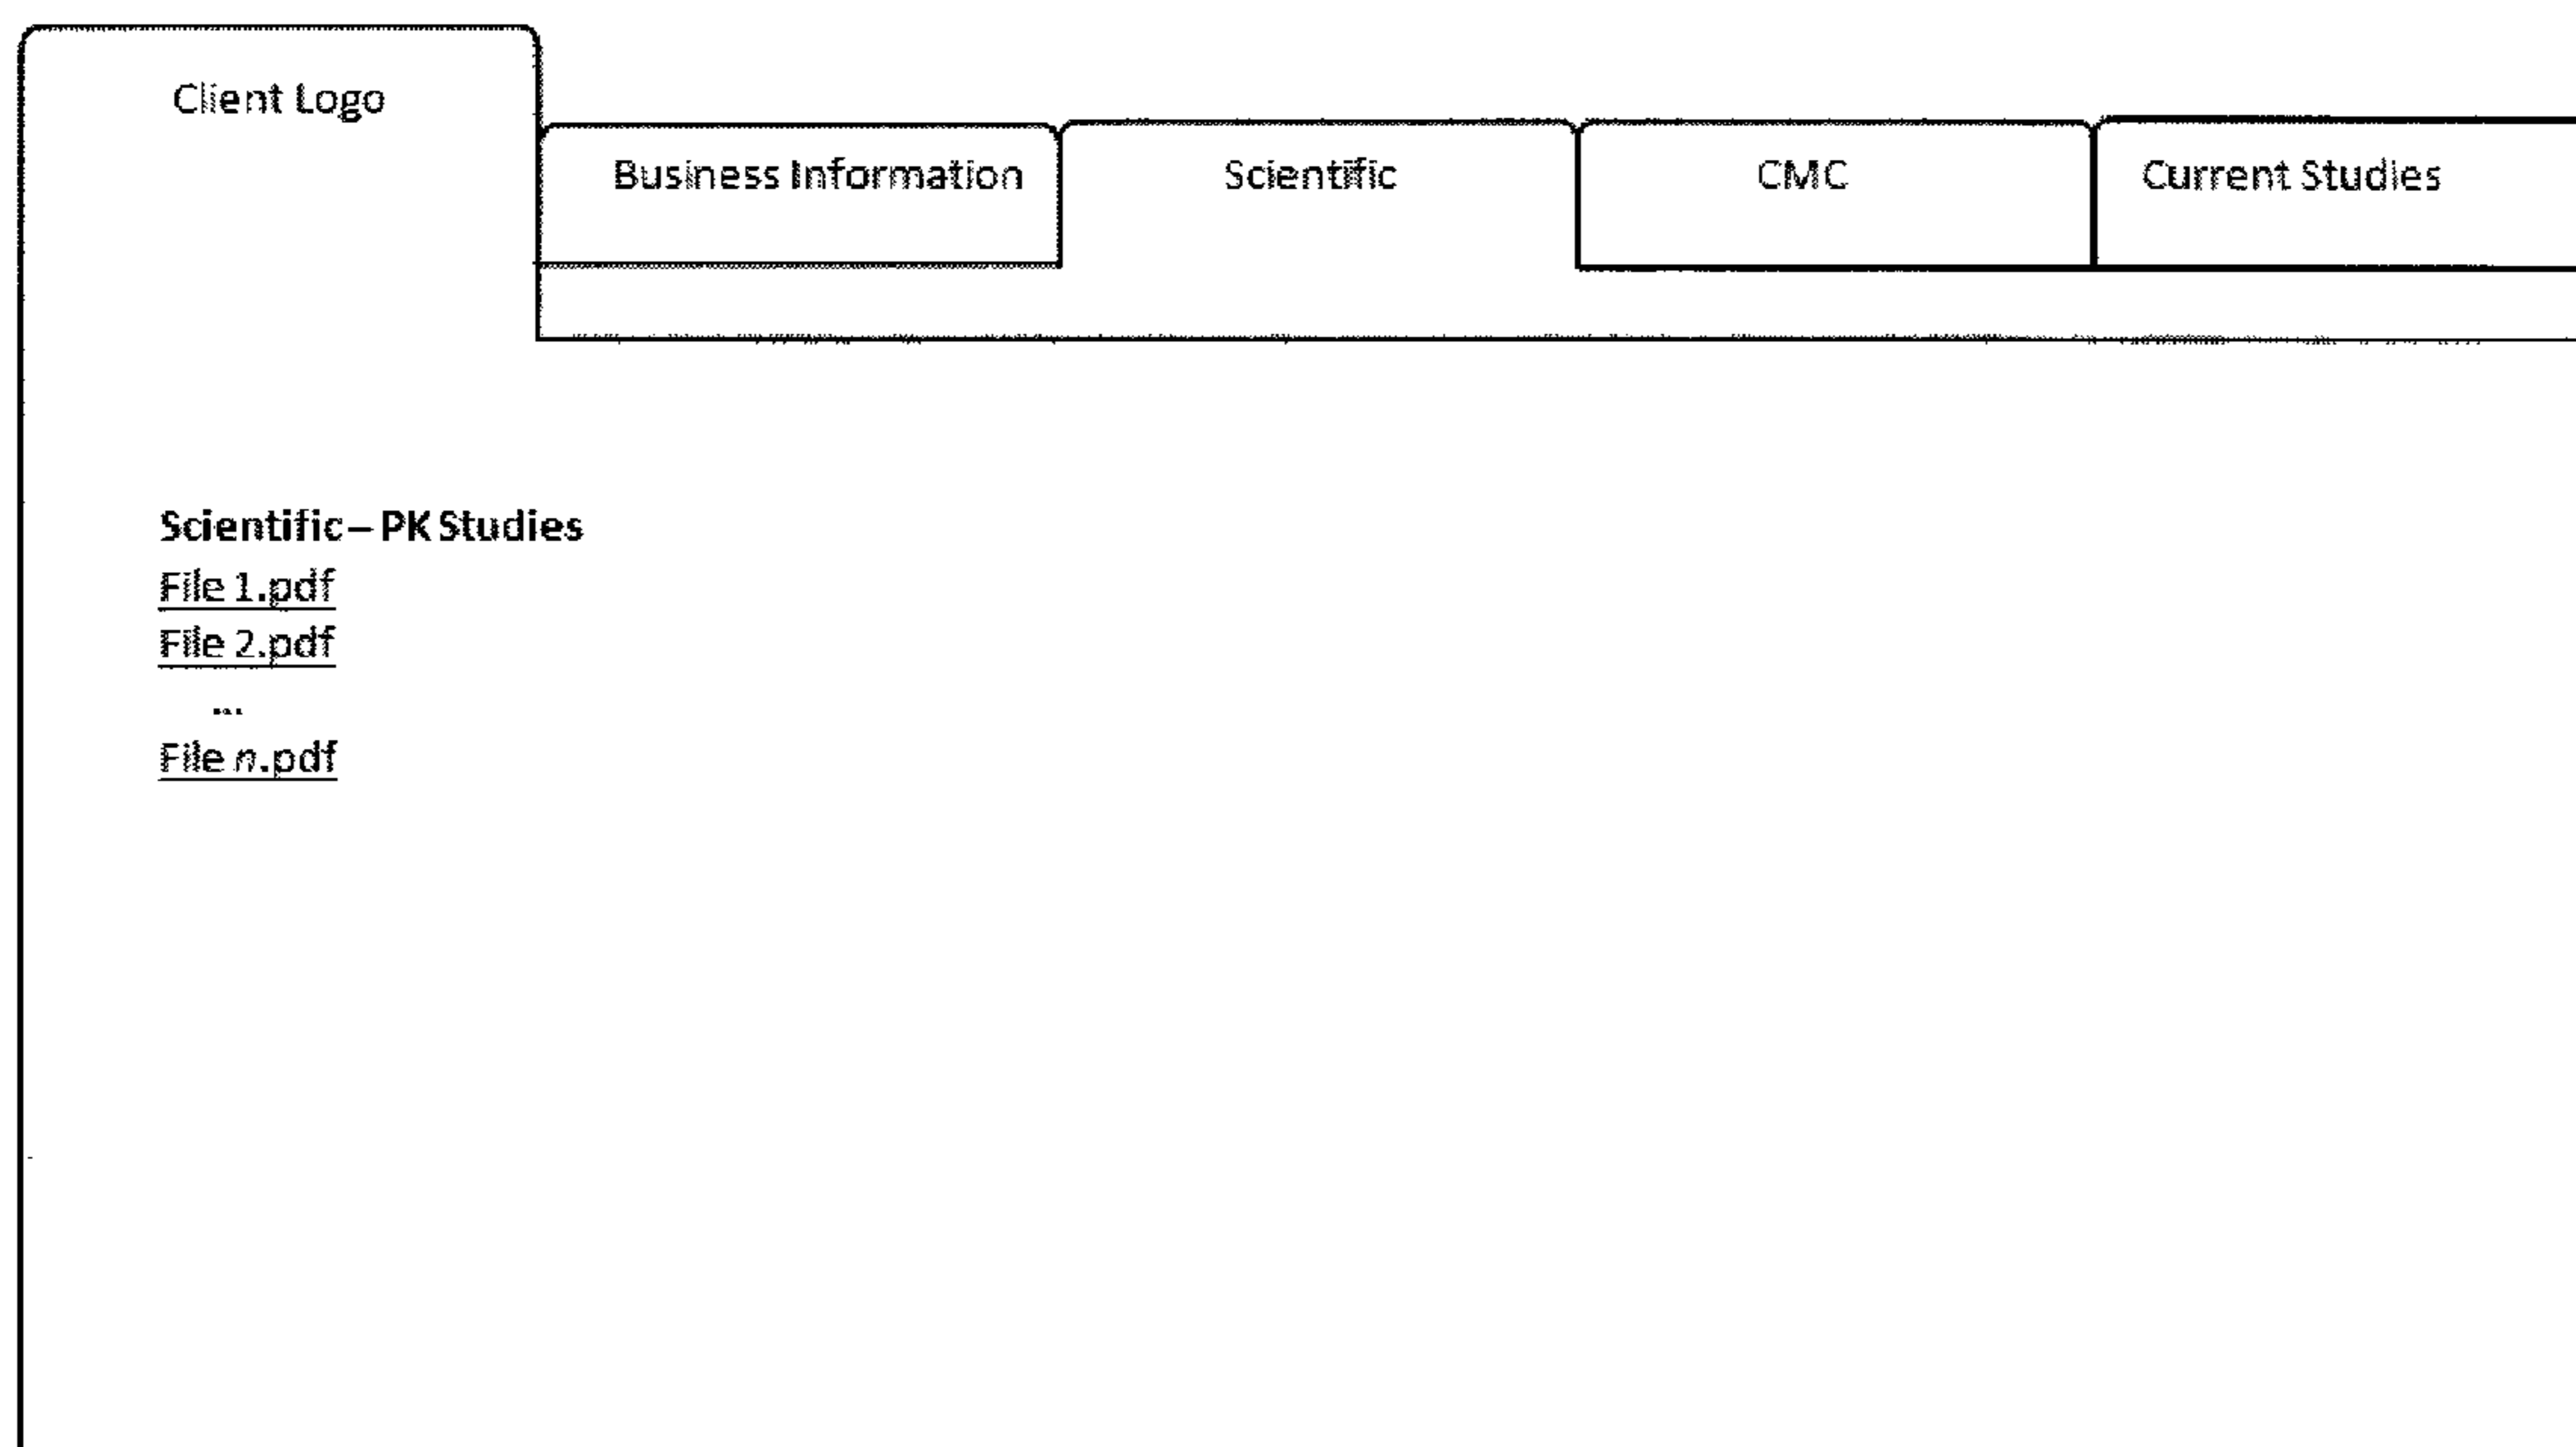 Client Logo
Business Information
Scientific
CMC
Current Studies
Scientific – PK Studies
File 1.pdf
File 2.pdf
...
File n.pdf